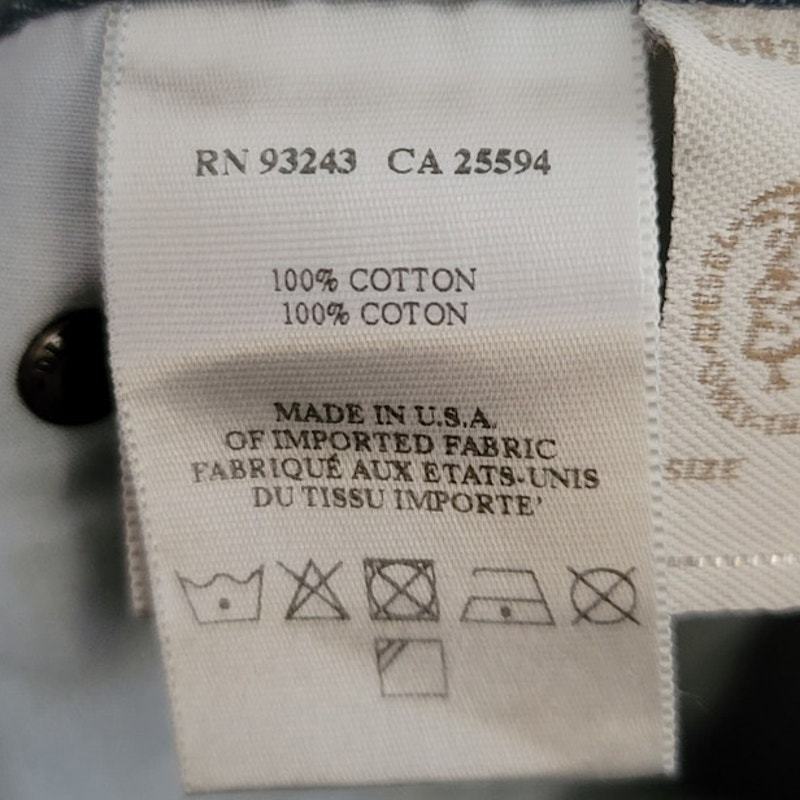 RN 93243 CA 25594
100% COTTON
100% COTON
MADE IN U.S.A.
OF IMPORTED FABRIC
FABRIQUÉ AUX ETATS-UNIS
DU TISSU IMPORTE'
SIZE